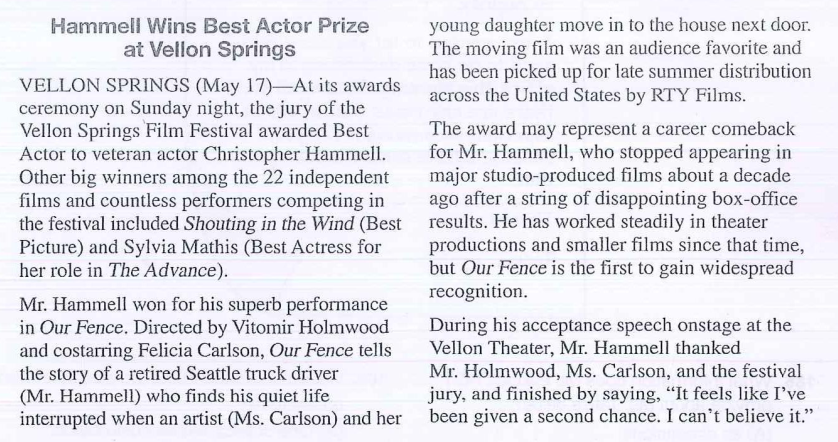 Hammell Wins Best Actor Prize
at Vellon Springs
VELLON SPRINGS (May 17)—At its awards
ceremony on Sunday night, the jury of the
Vellon Springs Film Festival awarded Best
Actor to veteran actor Christopher Hammell.
Other big winners among the 22 independent
films and countless performers competing in
the festival included Shouting in the Wind (Best
Picture) and Sylvia Mathis (Best Actress for
her role in The Advance).
Mr. Hammell won for his superb performance
in Our Fence. Directed by Vitomir Holmwood
and costarring Felicia Carlson, Our Fence tells
the story of a retired Seattle truck driver
(Mr. Hammell) who finds his quiet life
interrupted when an artist (Ms. Carlson) and her
young daughter move in to the house next door.
The moving film was an audience favorite and
has been picked up for late summer distribution
across the United States by RTY Films.
The award may represent a career comeback
for Mr. Hammell, who stopped appearing in
major studio-produced films about a decade
ago after a string of disappointing box-office
results. He has worked steadily in theater
productions and smaller films since that time,
but Our Fence is the first to gain widespread
recognition.
During his acceptance speech onstage at the
Vellon Theater, Mr. Hammell thanked
Mr. Holmwood, Ms. Carlson, and the festival
jury, and finished by saying, “It feels like I’ve
been given a second chance. I can’t believe it.”